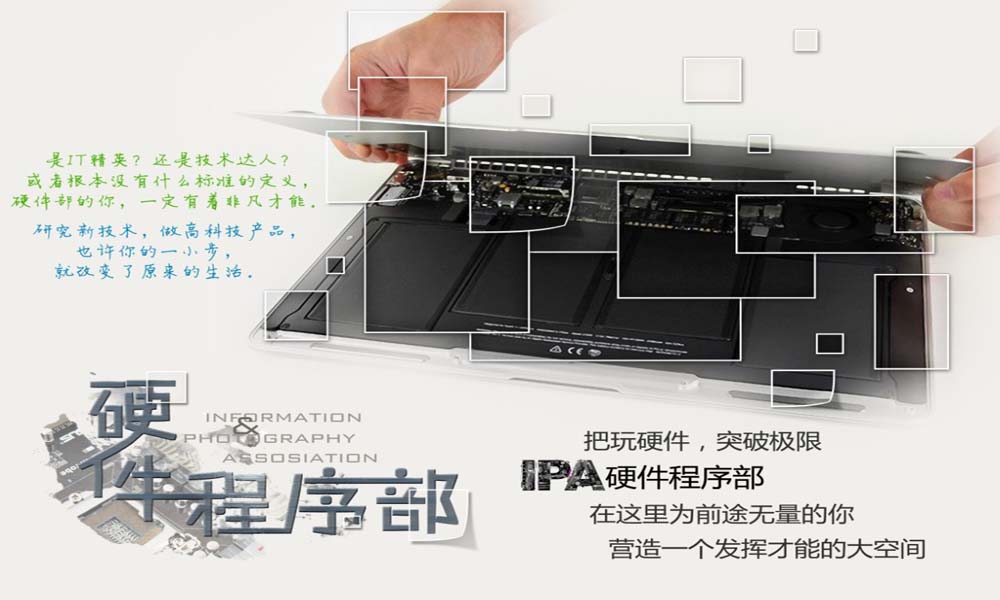 是IT精英？还是技术达人？
或者根本没有什么标准的定义，
硬件部的你，一定有着非凡才能．
研究新技术，做高科技产品，
也许你的一小步，
就改变了原来的生活．
硬件程序部
INFORMATION
&
PHOTOGRAPHY
ASSOSIATION
把玩硬件，突破极限
IPA硬件程序部
在这里为前途无量的你
营造一个发挥才能的大空间